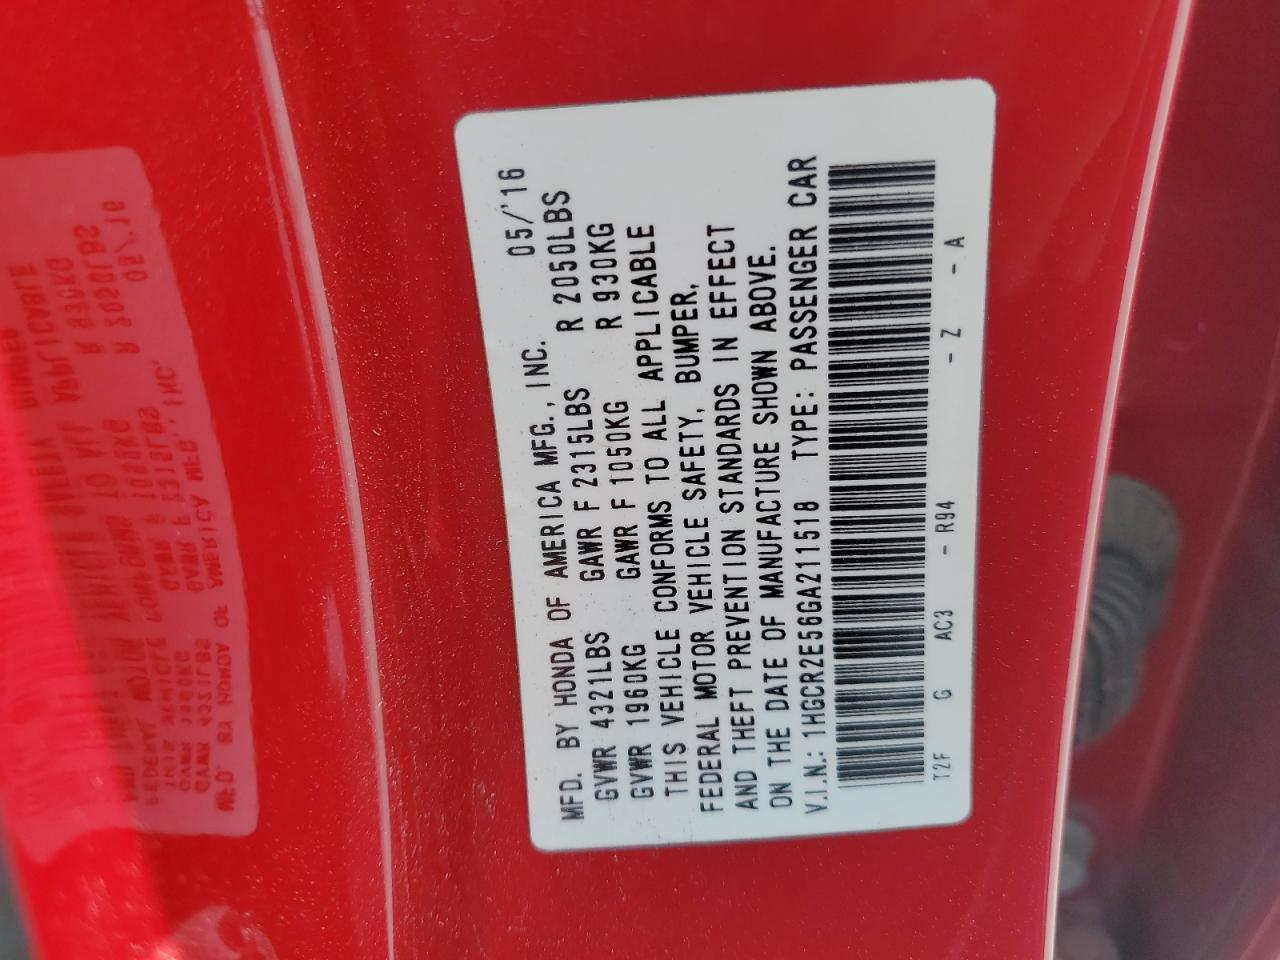 MFD. BY HONDA OF AMERICA MFG., INC. 05/'16
GVWR 4321LBS GAWR F 2315LBS R 2050LBS
GVWR 1960KG GAWR F 1050KG R 930KG
THIS VEHICLE CONFORMS TO ALL APPLICABLE
FEDERAL MOTOR VEHICLE SAFETY, BUMPER,
AND THEFT PREVENTION STANDARDS IN EFFECT
ON THE DATE OF MANUFACTURE SHOWN ABOVE.
V.I.N.: 1HGCR2E56GA211518 TYPE: PASSENGER CAR
T2F G AC3 - R94 - Z - A